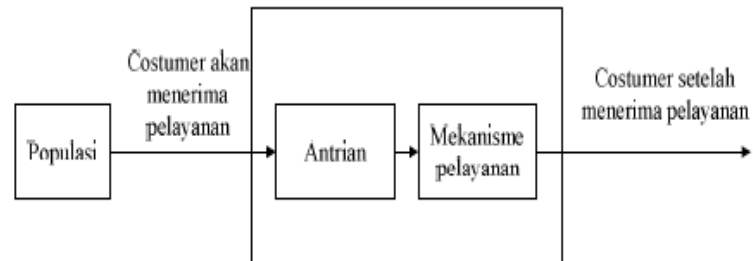 Costumer akan
menerima
pelayanan
Costumer setelah
menerima pelayanan
Populasi
Antrian
Mekanisme
pelayanan